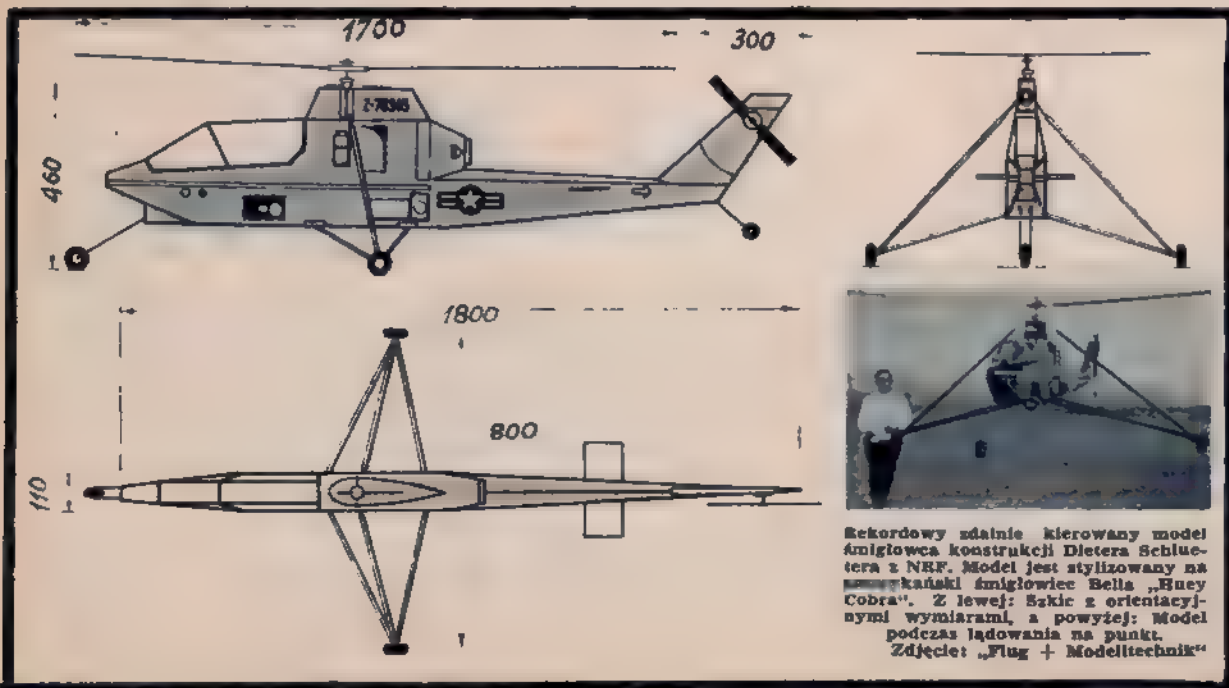 1700
300
460
1800
800
110
Rekordowy zdalnie kierowany model
śmigłowca konstrukcji Dietera Schlue-
tera z NRF. Model jest stylizowany na
śmigłowiec Bella „Huey
Cobra“. Z lewej: Szkic z orientacyj-
nymi wymiarami, a powyżej: Model
podczas lądowania na punkt.
Zdjęcie: „Flug + Modelltechnik“